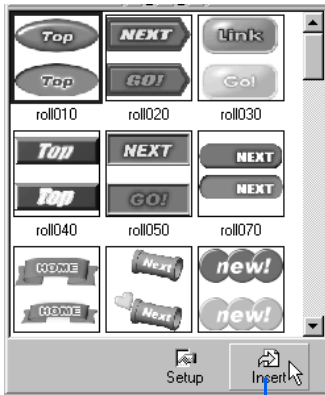 Top NEXT Link
Top GO! Go!
roll010 roll020 roll030
Top NEXT NEXT
Top GO! NEXT
roll040 roll050 roll070
HOME Next new!
HOME Next new!
Setup Insert